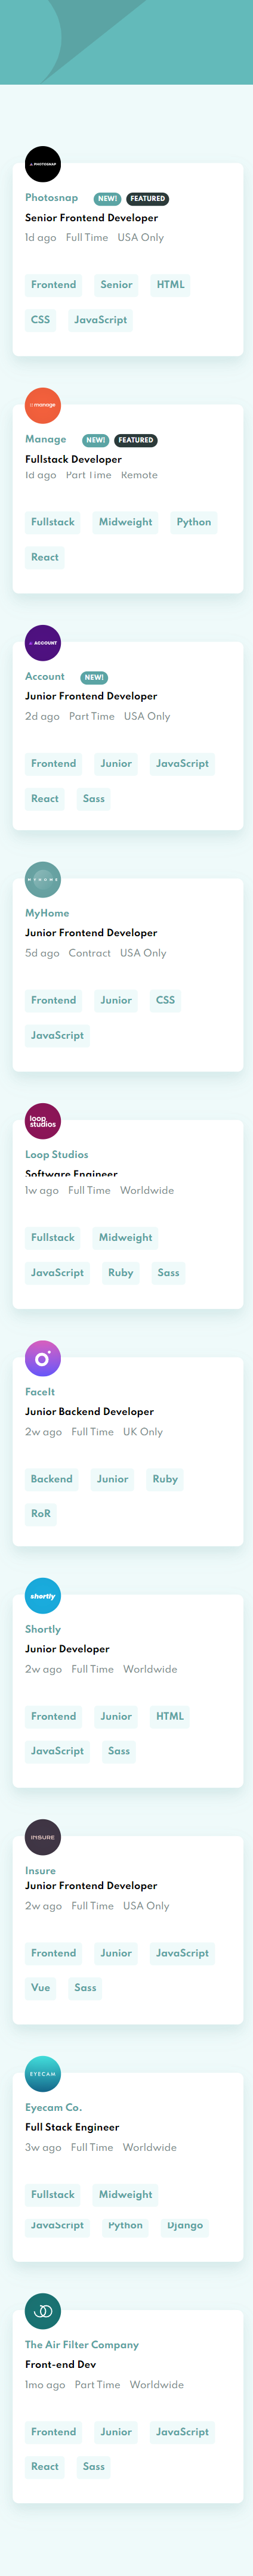 PHOTOSNAP
Photosnap NEW! FEATURED
Senior Frontend Developer
1d ago Full Time USA Only
Frontend Senior HTML
CSS JavaScript
manage
Manage NEW! FEATURED
Fullstack Developer
1d ago Part Time Remote
Fullstack Midweight Python
React
ACCOUNT
Account NEW!
Junior Frontend Developer
2d ago Part Time USA Only
Frontend Junior JavaScript
React Sass
MYHOME
MyHome
Junior Frontend Developer
5d ago Contract USA Only
Frontend Junior CSS
JavaScript
loop
studios
Loop Studios
Software Engineer
1w ago Full Time Worldwide
Fullstack Midweight
JavaScript Ruby Sass
FaceIt
Junior Backend Developer
2w ago Full Time UK Only
Backend Junior Ruby
RoR
shortly
Shortly
Junior Developer
2w ago Full Time Worldwide
Frontend Junior HTML
JavaScript Sass
INSURE
Insure
Junior Frontend Developer
2w ago Full Time USA Only
Frontend Junior JavaScript
Vue Sass
EYECAM
Eyecam Co.
Full Stack Engineer
3w ago Full Time Worldwide
Fullstack Midweight
JavaScript Python Django
The Air Filter Company
Front-end Dev
1mo ago Part Time Worldwide
Frontend Junior JavaScript
React Sass